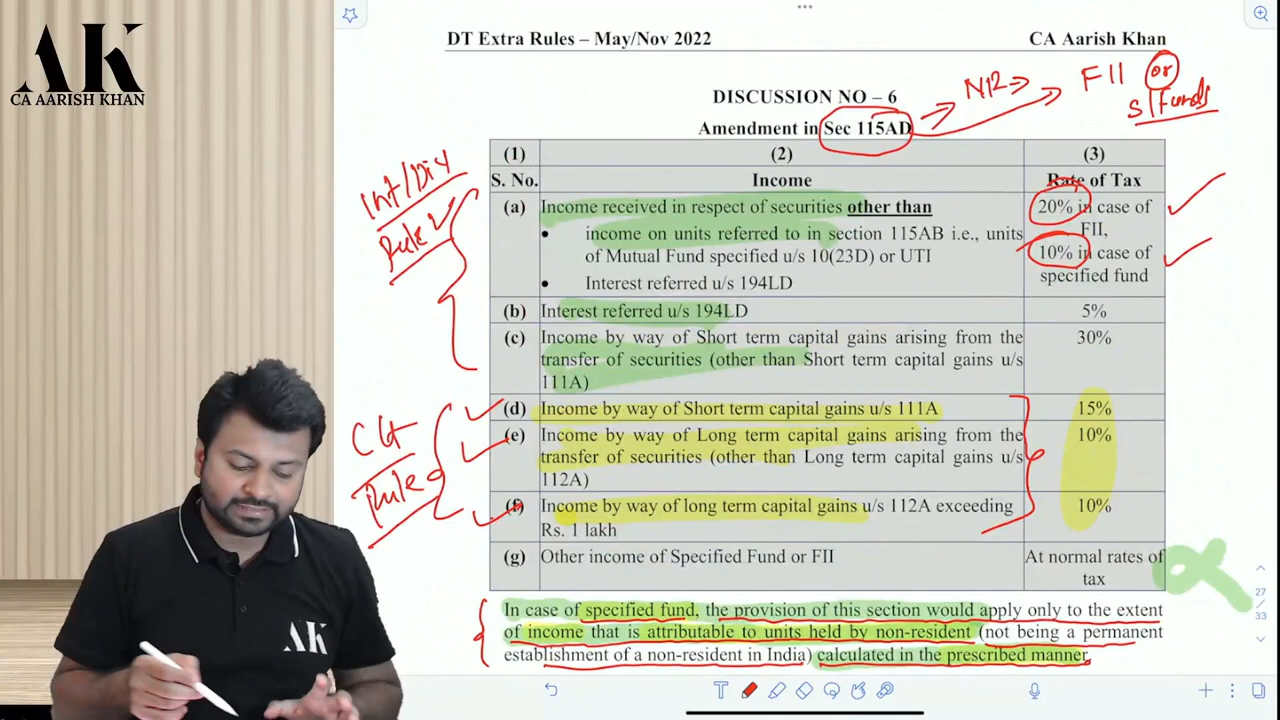 AK
CA AARISH KHAN
DT Extra Rules – May/Nov 2022
CA Aarish Khan
DISCUSSION NO – 6
Amendment in Sec 115AD
NR
FII or
s/funds
Int/Div
Rule
CG
Rule
(1) (2) (3)
S. No. Income Rate of Tax
(a) Income received in respect of securities other than
• income on units referred to in section 115AB i.e., units
of Mutual Fund specified u/s 10(23D) or UTI
• Interest referred u/s 194LD
20% in case of
FII,
10% in case of
specified fund
(b) Interest referred u/s 194LD 5%
(c) Income by way of Short term capital gains arising from the 30%
transfer of securities (other than Short term capital gains u/s
111A)
(d) Income by way of Short term capital gains u/s 111A 15%
(e) Income by way of Long term capital gains arising from the 10%
transfer of securities (other than Long term capital gains u/s
112A)
(f) Income by way of long term capital gains u/s 112A exceeding 10%
Rs. 1 lakh
(g) Other income of Specified Fund or FII At normal rates of
tax
In case of specified fund, the provision of this section would apply only to the extent
of income that is attributable to units held by non-resident (not being a permanent
establishment of a non-resident in India) calculated in the prescribed manner.
27
33
AK